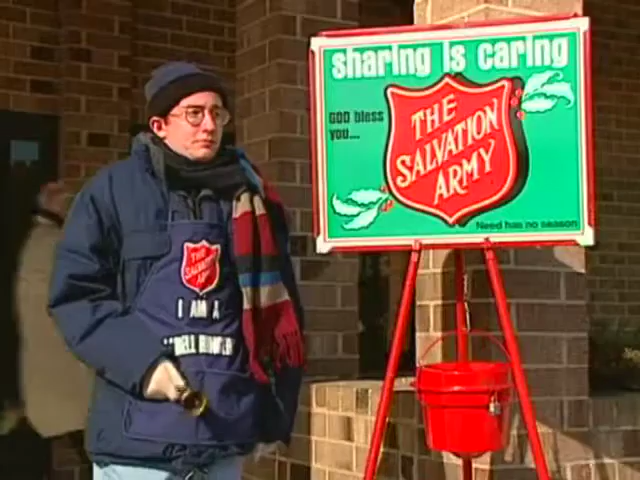 sharing is caring
GOD bless
you...
THE
SALVATION
ARMY
Need has no season
THE
SALVATION
ARMY
I AM A
"BELL RINGER